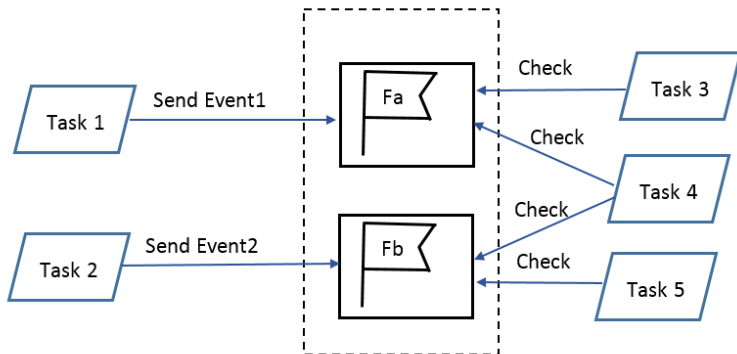 Task 1
Send Event1
Fa
Check
Task 3
Check
Task 4
Check
Task 2
Send Event2
Fb
Check
Task 5